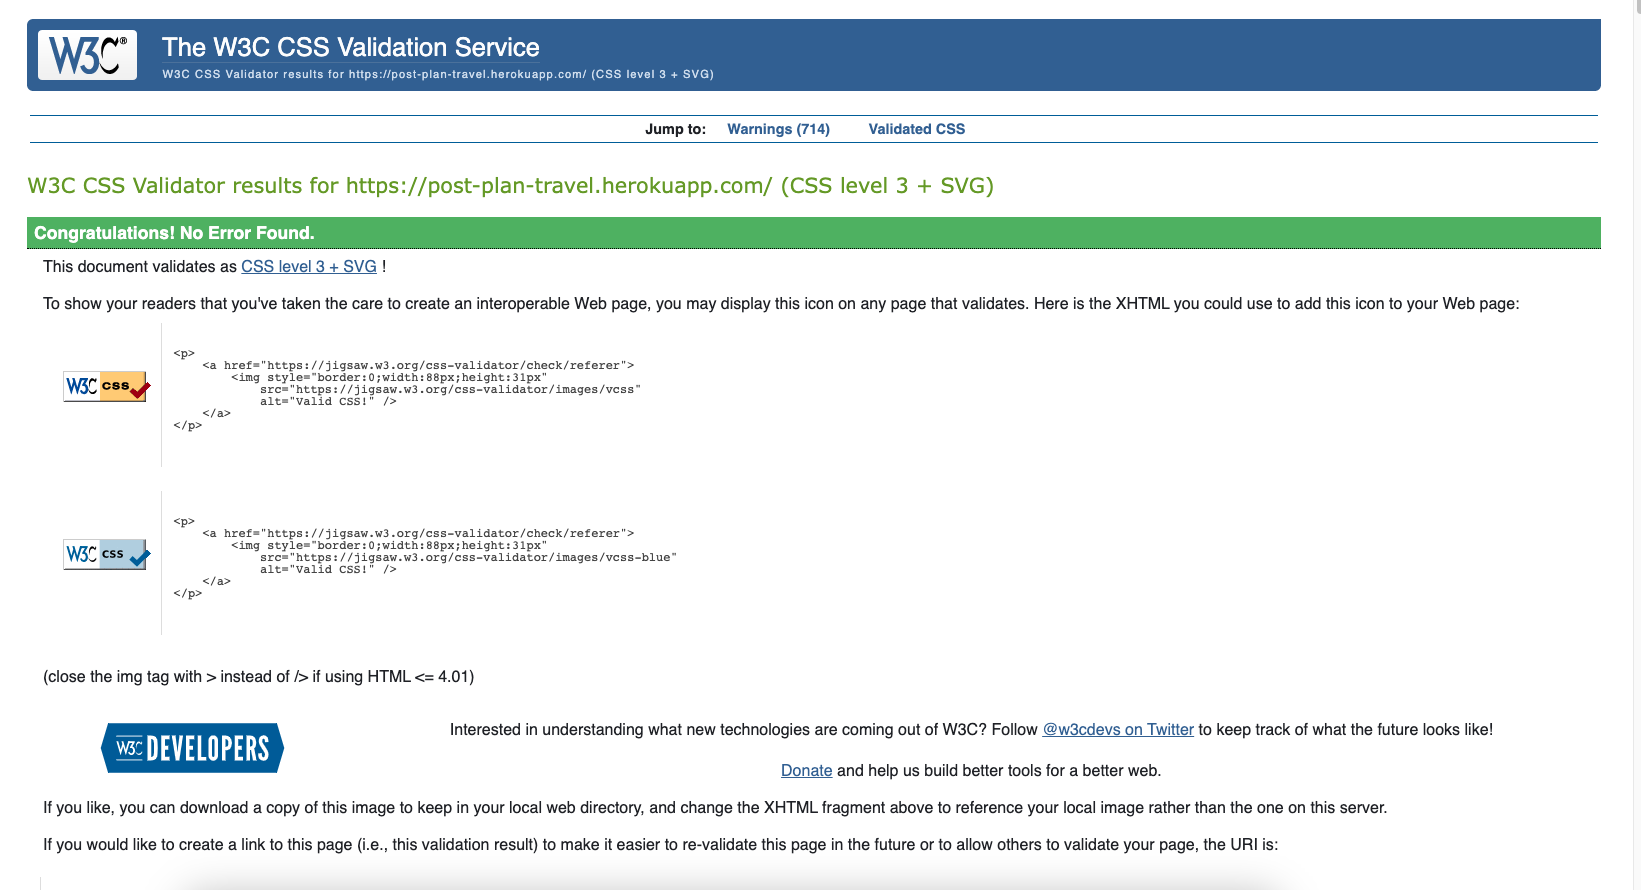 W3C®
The W3C CSS Validation Service
W3C CSS Validator results for https://post-plan-travel.herokuapp.com/ (CSS level 3 + SVG)
Jump to: Warnings (714) Validated CSS
W3C CSS Validator results for https://post-plan-travel.herokuapp.com/ (CSS level 3 + SVG)
Congratulations! No Error Found.
This document validates as CSS level 3 + SVG !
To show your readers that you've taken the care to create an interoperable Web page, you may display this icon on any page that validates. Here is the XHTML you could use to add this icon to your Web page:
W3C css
<p>
<a href="https://jigsaw.w3.org/css-validator/check/referer">
<img style="border:0;width:88px;height:31px"
src="https://jigsaw.w3.org/css-validator/images/vcss"
alt="Valid CSS!" />
</a>
</p>
W3C css
<p>
<a href="https://jigsaw.w3.org/css-validator/check/referer">
<img style="border:0;width:88px;height:31px"
src="https://jigsaw.w3.org/css-validator/images/vcss-blue"
alt="Valid CSS!" />
</a>
</p>
(close the img tag with > instead of /> if using HTML <= 4.01)
W3C DEVELOPERS
Interested in understanding what new technologies are coming out of W3C? Follow @w3cdevs on Twitter to keep track of what the future looks like!
Donate and help us build better tools for a better web.
If you like, you can download a copy of this image to keep in your local web directory, and change the XHTML fragment above to reference your local image rather than the one on this server.
If you would like to create a link to this page (i.e., this validation result) to make it easier to re-validate this page in the future or to allow others to validate your page, the URI is: